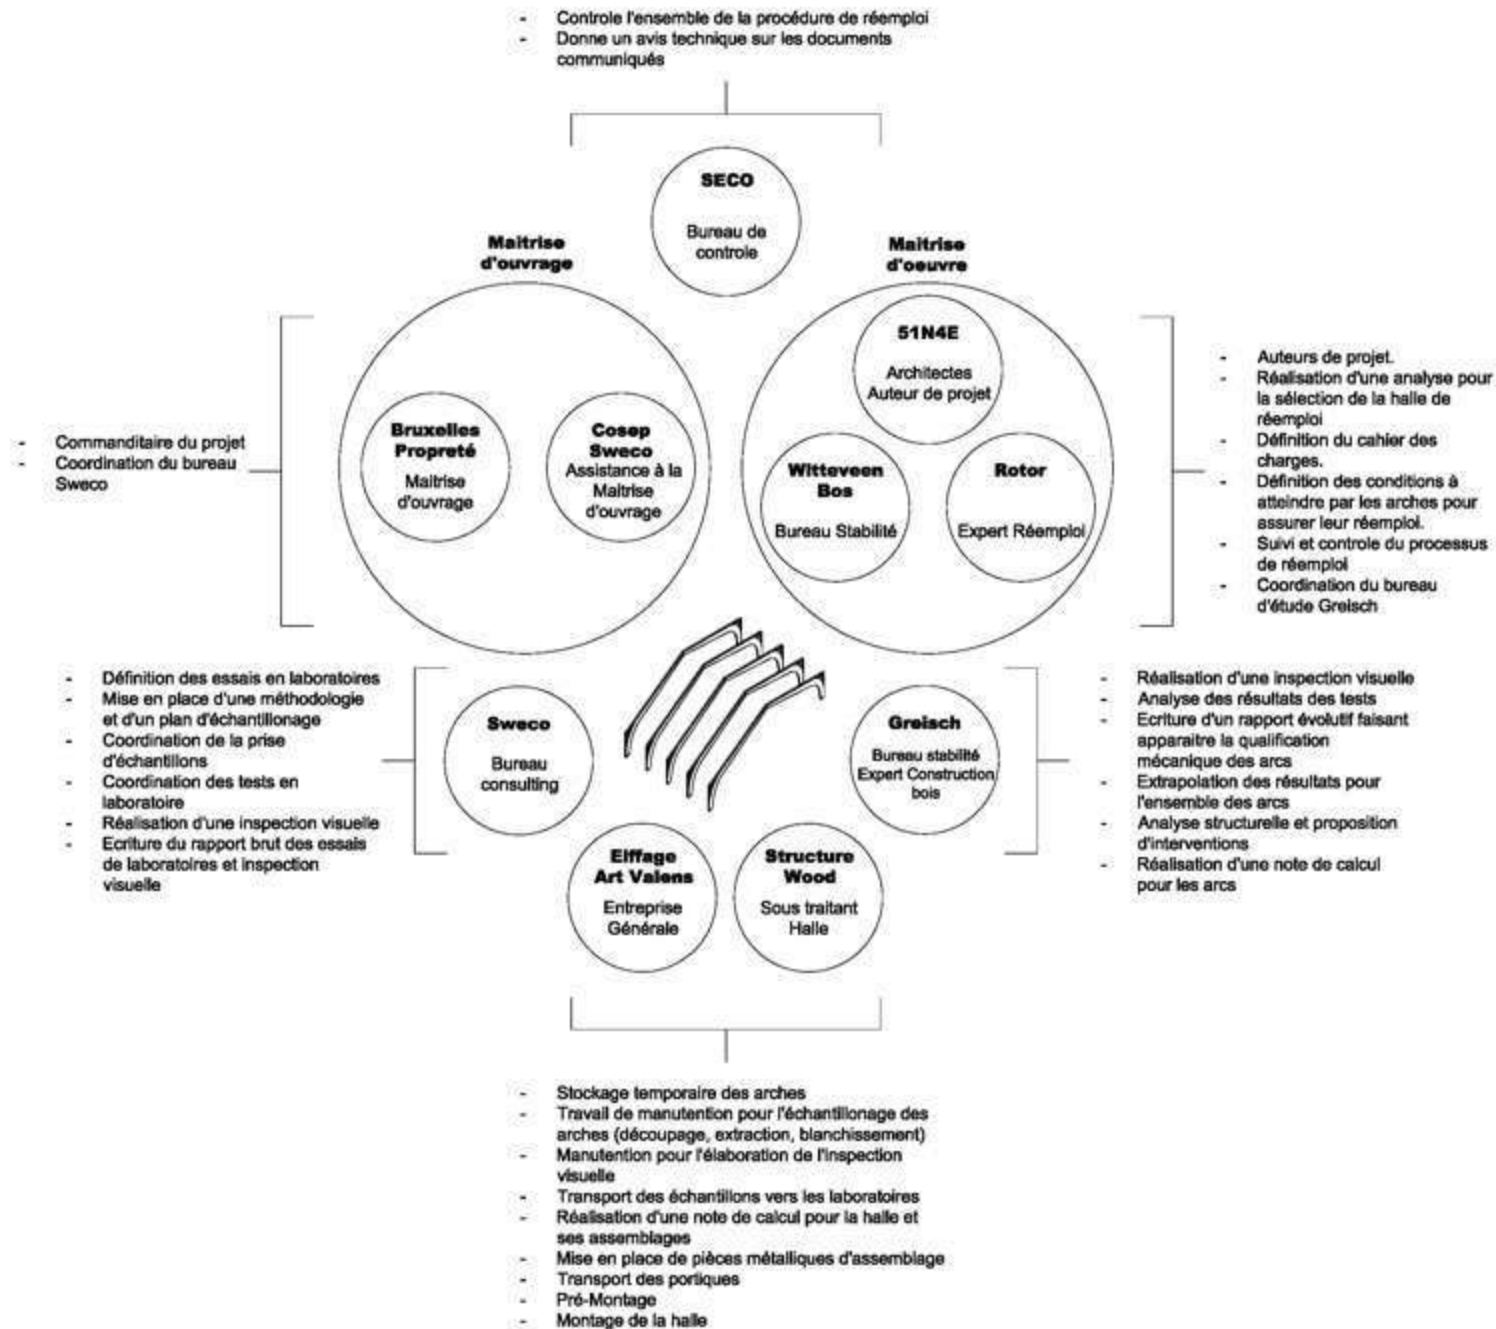 - Controle l'ensemble de la procédure de réemploi
- Donne un avis technique sur les documents
communiqués
SECO
Bureau de
controle
Maitrise
d'ouvrage
Maitrise
d'oeuvre
51N4E
Architectes
Auteur de projet
Bruxelles
Propreté
Maitrise
d'ouvrage
Cosep
Sweco
Assistance à la
Maitrise
d'ouvrage
Witteveen
Bos
Bureau Stabilité
Rotor
Expert Réemploi
- Commanditaire du projet
- Coordination du bureau
Sweco
- Auteurs de projet.
- Réalisation d'une analyse pour
la sélection de la halle de
réemploi
- Définition du cahier des
charges.
- Définition des conditions à
atteindre par les arches pour
assurer leur réemploi.
- Suivi et controle du processus
de réemploi
- Coordination du bureau
d'étude Greisch
- Définition des essais en laboratoires
- Mise en place d'une méthodologie
et d'un plan d'échantillonage
- Coordination de la prise
d'échantillons
- Coordination des tests en
laboratoire
- Réalisation d'une inspection visuelle
- Ecriture du rapport brut des essais
de laboratoires et inspection
visuelle
Sweco
Bureau
consulting
Greisch
Bureau stabilité
Expert Construction
bois
- Réalisation d'une inspection visuelle
- Analyse des résultats des tests
- Ecriture d'un rapport évolutif faisant
apparaitre la qualification
mécanique des arcs
- Extrapolation des résultats pour
l'ensemble des arcs
- Analyse structurelle et proposition
d'interventions
- Réalisation d'une note de calcul
pour les arcs
Eiffage
Art Valens
Entreprise
Générale
Structure
Wood
Sous traitant
Halle
- Stockage temporaire des arches
- Travail de manutention pour l'échantillonage des
arches (découpage, extraction, blanchissement)
- Manutention pour l'élaboration de l'inspection
visuelle
- Transport des échantillons vers les laboratoires
- Réalisation d'une note de calcul pour la halle et
ses assemblages
- Mise en place de pièces métalliques d'assemblage
- Transport des portiques
- Pré-Montage
- Montage de la halle